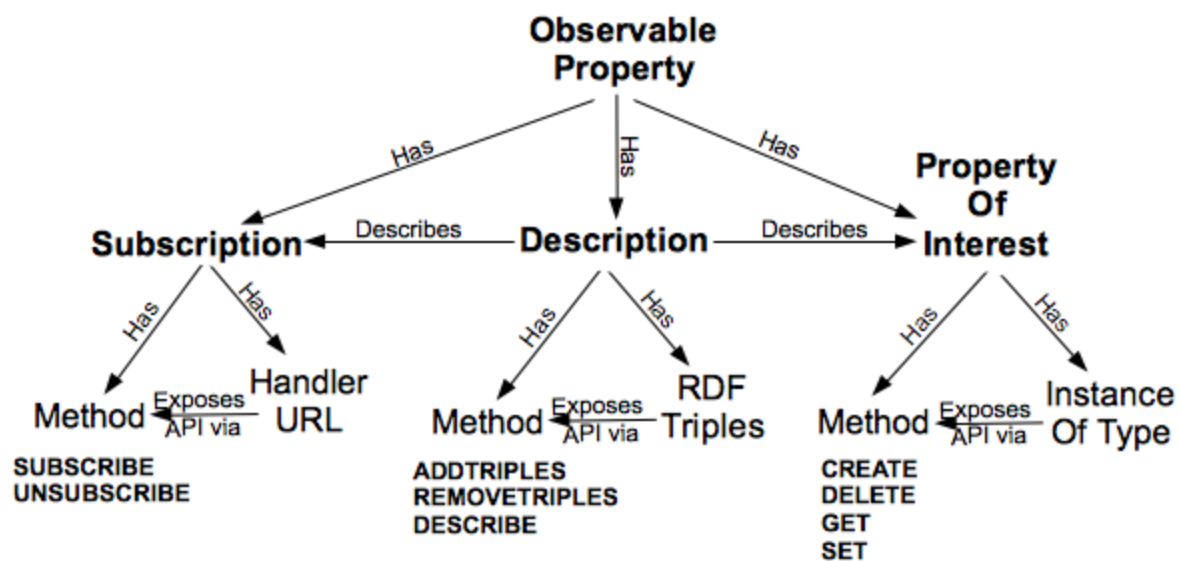 Observable
Property
Has
Has
Has
Property
Of
Interest
Subscription
Describes
Description
Describes
Has
Has
Has
Has
Has
Has
Method
Exposes
API via
Handler
URL
Method
Exposes
API via
RDF
Triples
Method
Exposes
API via
Instance
Of Type
SUBSCRIBE
UNSUBSCRIBE
ADDTRIPLES
REMOVETRIPLES
DESCRIBE
CREATE
DELETE
GET
SET